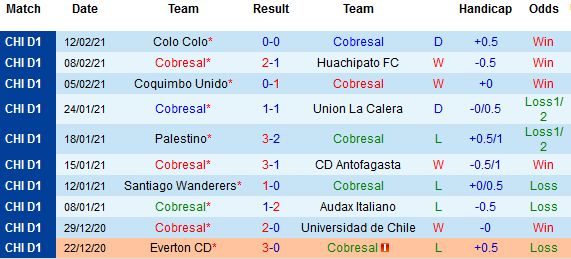 Match Date Team Result Team Handicap Odds
CHI D1 12/02/21 Colo Colo* 0-0 Cobresal D +0.5 Win
CHI D1 08/02/21 Cobresal* 2-1 Huachipato FC W -0.5 Win
CHI D1 05/02/21 Coquimbo Unido* 0-1 Cobresal W +0 Win
CHI D1 24/01/21 Cobresal* 1-1 Union La Calera D -0/0.5 Loss1/2
CHI D1 18/01/21 Palestino* 3-2 Cobresal L +0.5/1 Loss1/2
CHI D1 15/01/21 Cobresal* 3-1 CD Antofagasta W -0.5/1 Win
CHI D1 12/01/21 Santiago Wanderers* 1-0 Cobresal L +0/0.5 Loss
CHI D1 08/01/21 Cobresal* 1-2 Audax Italiano L -0.5 Loss
CHI D1 29/12/20 Cobresal* 2-0 Universidad de Chile W -0 Win
CHI D1 22/12/20 Everton CD* 3-0 Cobresal 1 L +0.5 Loss